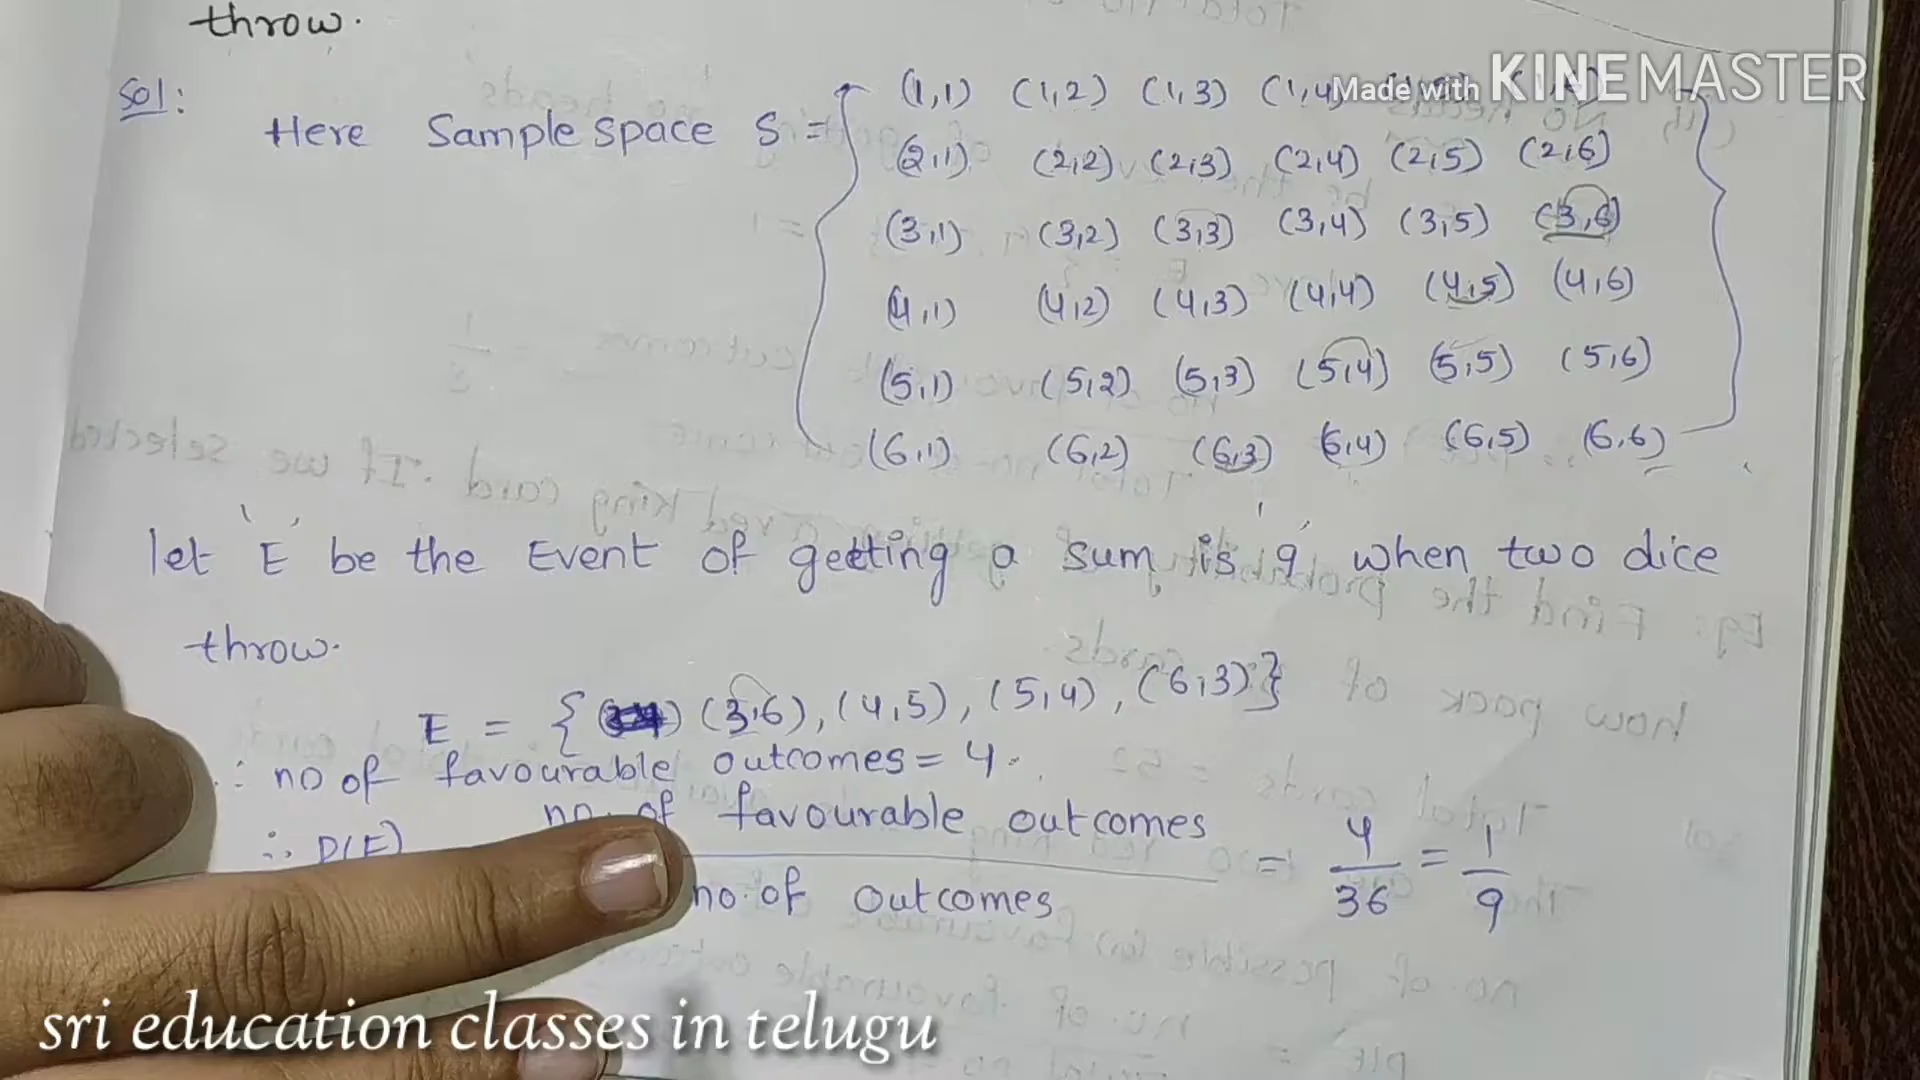 throw.
Sol:
Here Sample space S = { (1,1) (1,2) (1,3) (1,4)
(2,1) (2,2) (2,3) (2,4) (2,5) (2,6)
(3,1) (3,2) (3,3) (3,4) (3,5) (3,6)
(4,1) (4,2) (4,3) (4,4) (4,5) (4,6)
(5,1) (5,2) (5,3) (5,4) (5,5) (5,6)
(6,1) (6,2) (6,3) (6,4) (6,5) (6,6) }
Made with KINEMASTER
let 'E' be the Event of getting a sum is '9' when two dice
throw.
E = { (3,6), (4,5), (5,4), (6,3) }
∴ no of favourable outcomes = 4.
∴ P(E) no. of favourable outcomes
no. of outcomes
= 4/36 = 1/9
sri education classes in telugu